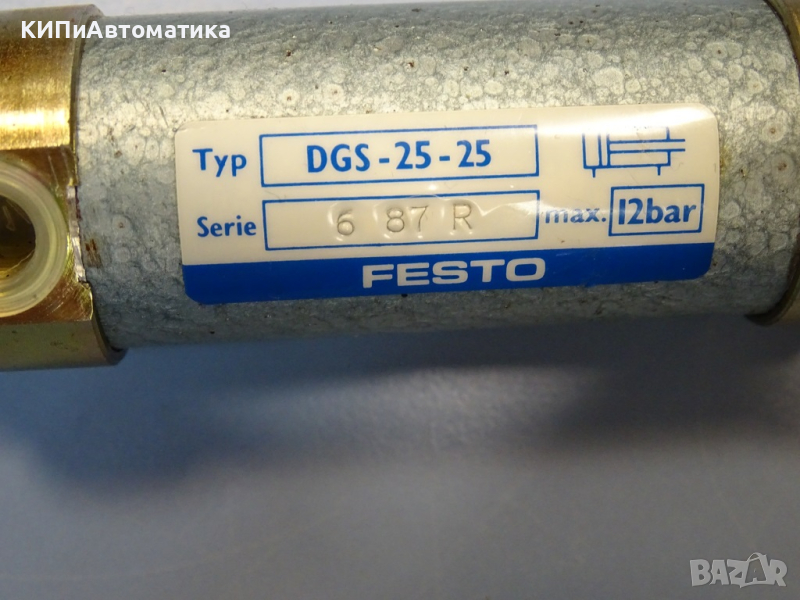 КИПиАвтоматика
Typ DGS-25-25
Serie 6 87 R max. 12bar
FESTO
BAZAR